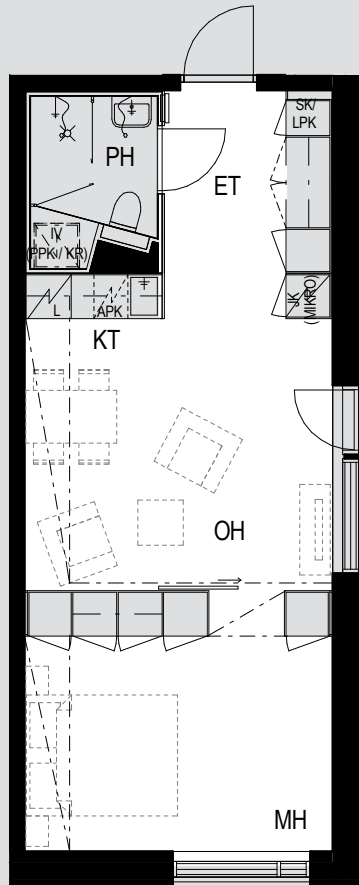 SK/
LPK
PH
ET
IV
(PPK / KR)
JK
(MIKRO)
L
APK
KT
OH
MH